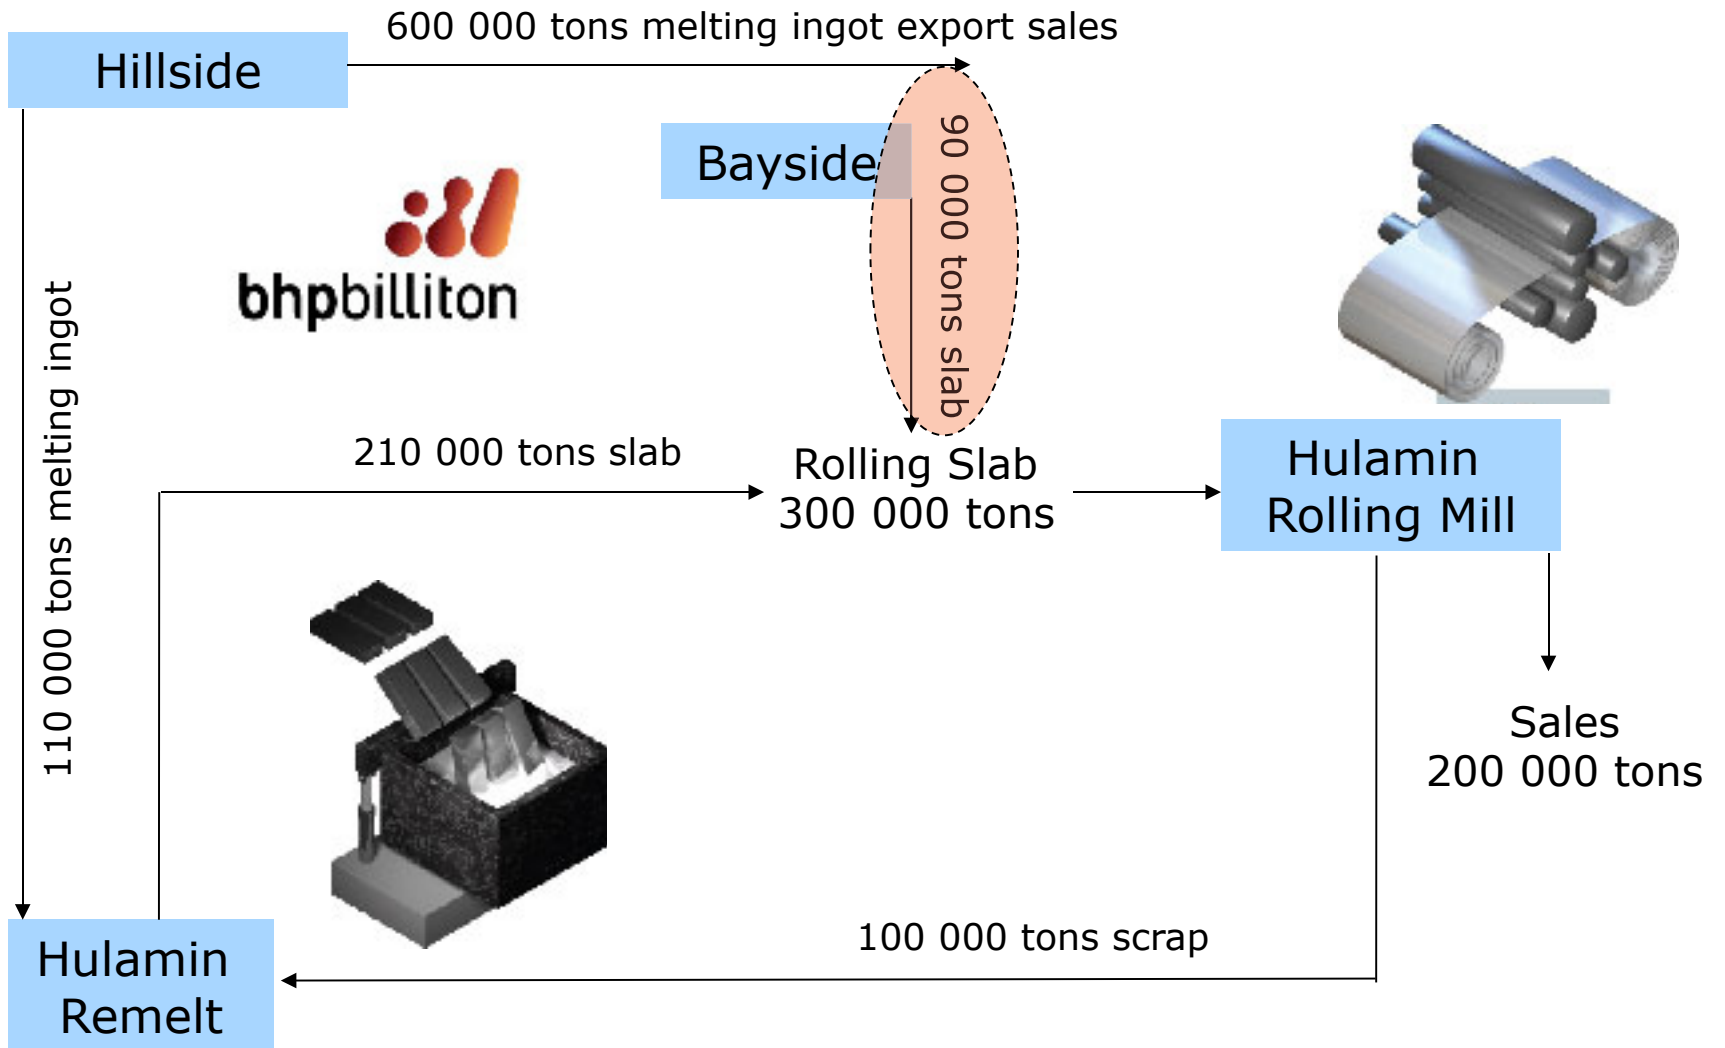 600 000 tons melting ingot export sales
Hillside
Bayside
90 000 tons slab
bhpbilliton
110 000 tons melting ingot
210 000 tons slab
Rolling Slab
300 000 tons
Hulamin
Rolling Mill
Sales
200 000 tons
100 000 tons scrap
Hulamin
Remelt